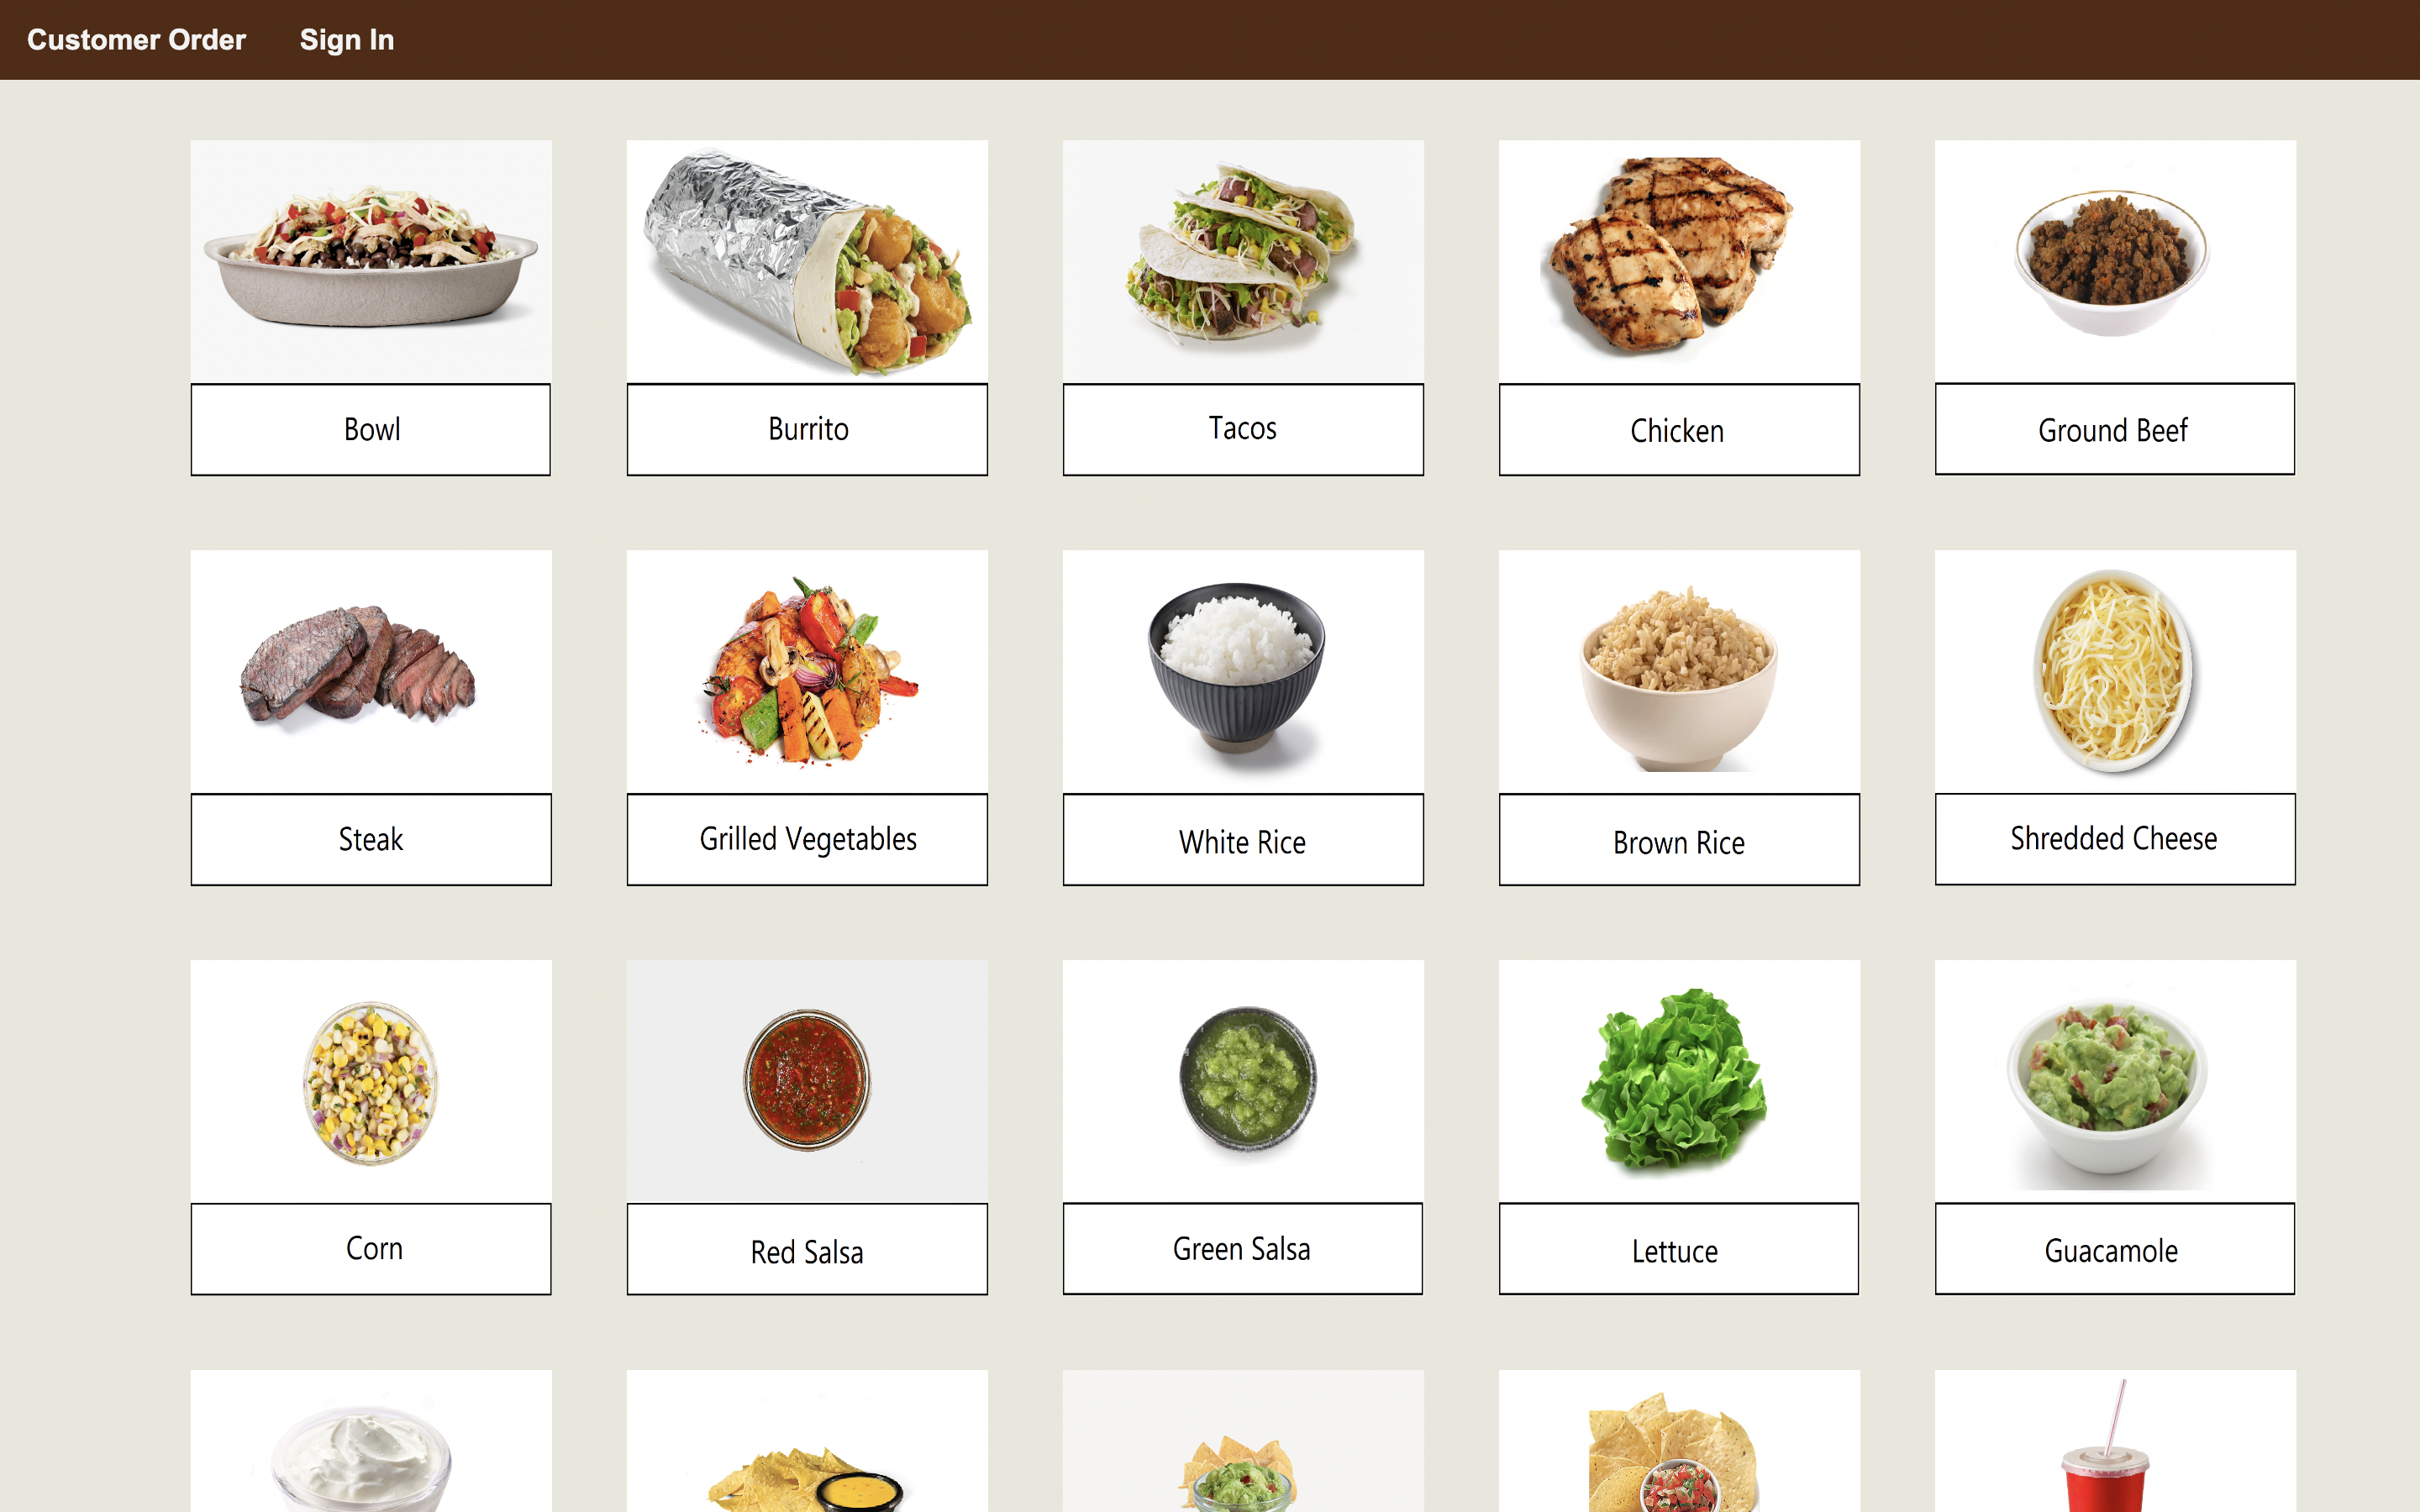 Customer Order Sign In
Bowl
Burrito
Tacos
Chicken
Ground Beef
Steak
Grilled Vegetables
White Rice
Brown Rice
Shredded Cheese
Corn
Red Salsa
Green Salsa
Lettuce
Guacamole